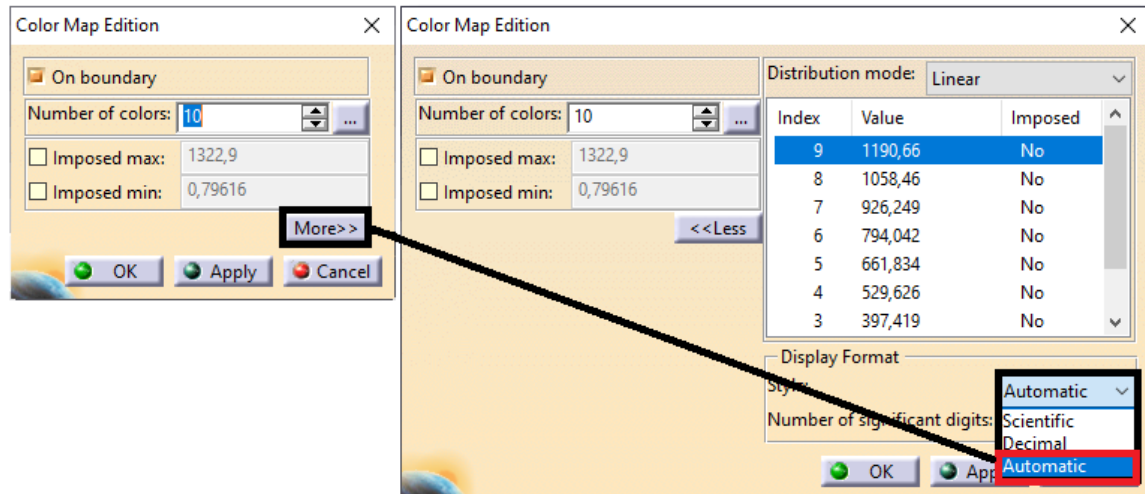 Color Map Edition
On boundary
Number of colors: 10 ...
Imposed max: 1322,9
Imposed min: 0,79616
More>>
OK Apply Cancel
Color Map Edition
On boundary
Number of colors: 10 ...
Imposed max: 1322,9
Imposed min: 0,79616
<<Less
Distribution mode: Linear
Index Value Imposed
9 1190,66 No
8 1058,46 No
7 926,249 No
6 794,042 No
5 661,834 No
4 529,626 No
3 397,419 No
Display Format
Style: Automatic
Number of significant digits:
Scientific
Decimal
Automatic
OK App